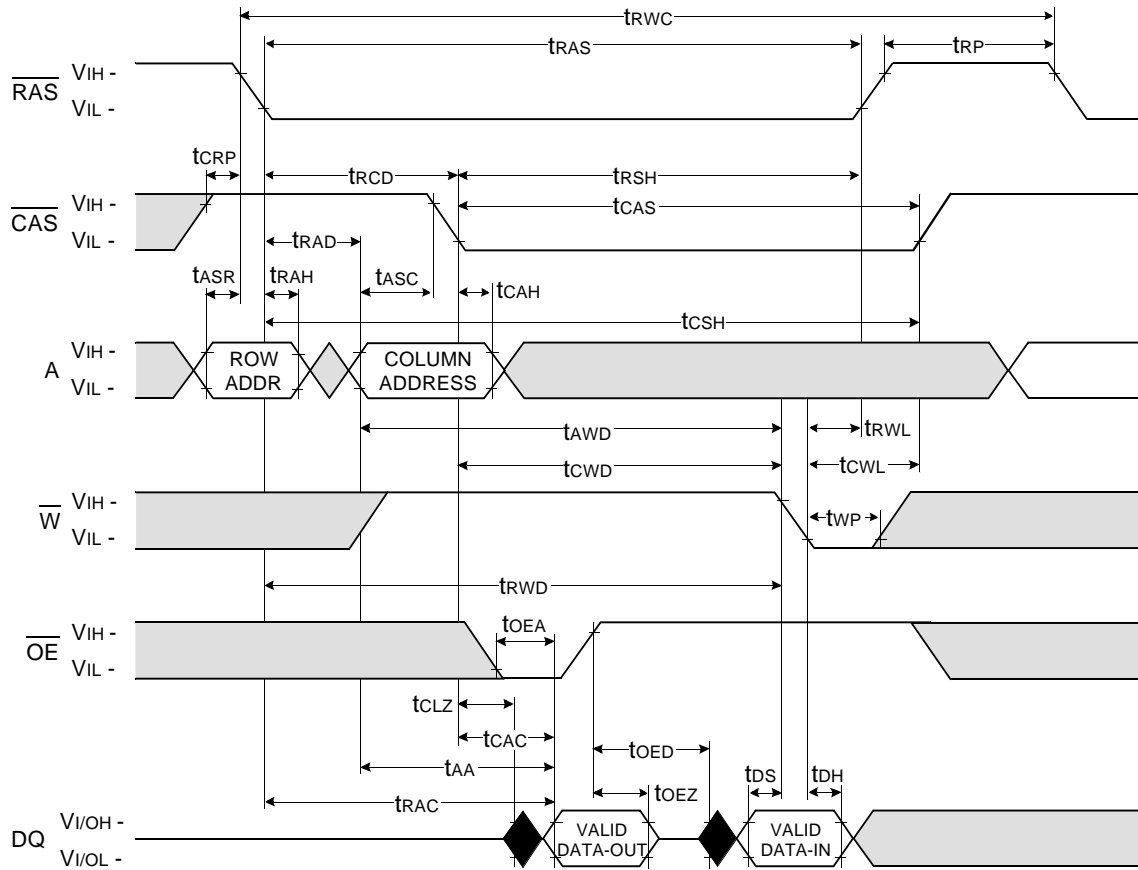 tRWC
tRAS
tRP
RAS
VIH -
VIL -
tCRP
tRCD
tRSH
CAS
VIH -
VIL -
tCAS
tRAD
tASR
tRAH
tASC
tCAH
tCSH
A
VIH -
VIL -
ROW
ADDR
COLUMN
ADDRESS
tAWD
tRWL
tCWD
tCWL
W
VIH -
VIL -
tWP
tRWD
OE
VIH -
VIL -
tOEA
tCLZ
tCAC
tOED
tAA
tDS
tDH
tOEZ
tRAC
DQ
VI/OH -
VI/OL -
VALID
DATA-OUT
VALID
DATA-IN